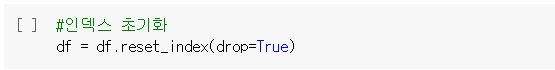 [ ] #인덱스 초기화
df = df.reset_index(drop=True)